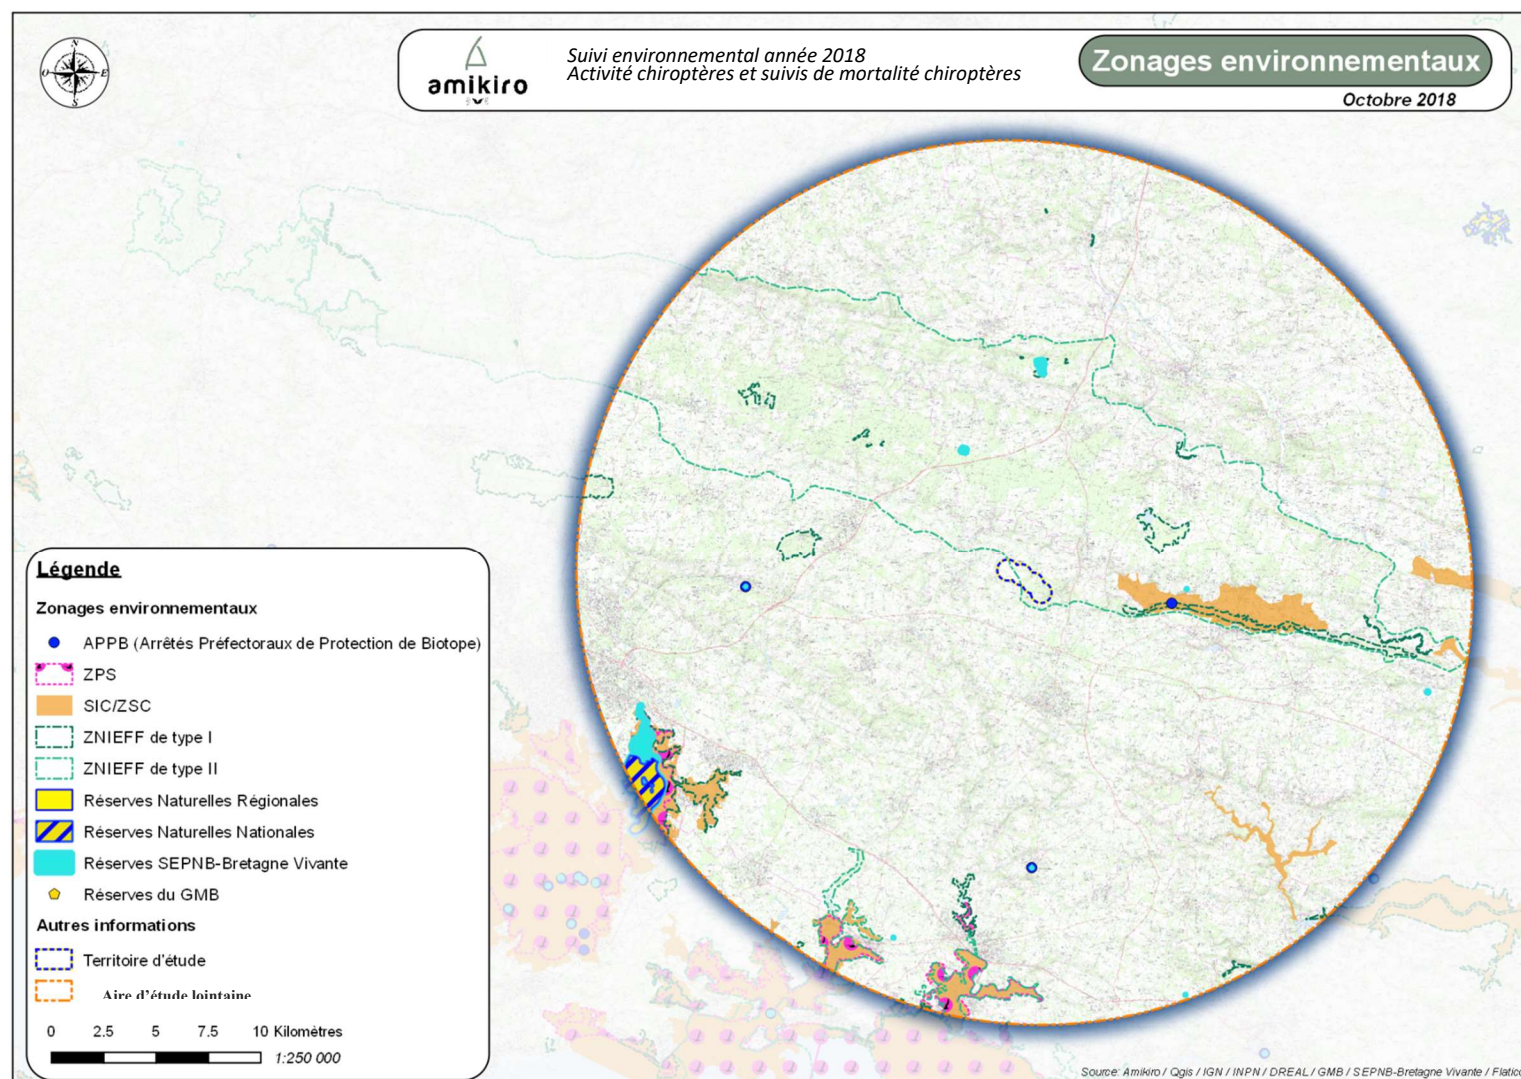 N
O
E
S
amikiro
Suivi environmental année 2018
Activité chiroptères et suivis de mortalité chiroptères
Zonages environnementaux
Octobre 2018
Légende
Zonages environnementaux
APPB (Arrêtés Préfectoraux de Protection de Biotope)
ZPS
SIC/ZSC
ZNIEFF de type I
ZNIEFF de type II
Réserves Naturelles Régionales
Réserves Naturelles Nationales
Réserves SEPNB-Bretagne Vivante
Réserves du GMB
Autres informations
Territoire d'étude
Aire d'étude lointaine
0 2.5 5 7.5 10 Kilomètres
1:250 000
Source: Amikiro / Qgis / IGN / INPN / DREAL / GMB / SEPNB-Bretagne Vivante / Flatico